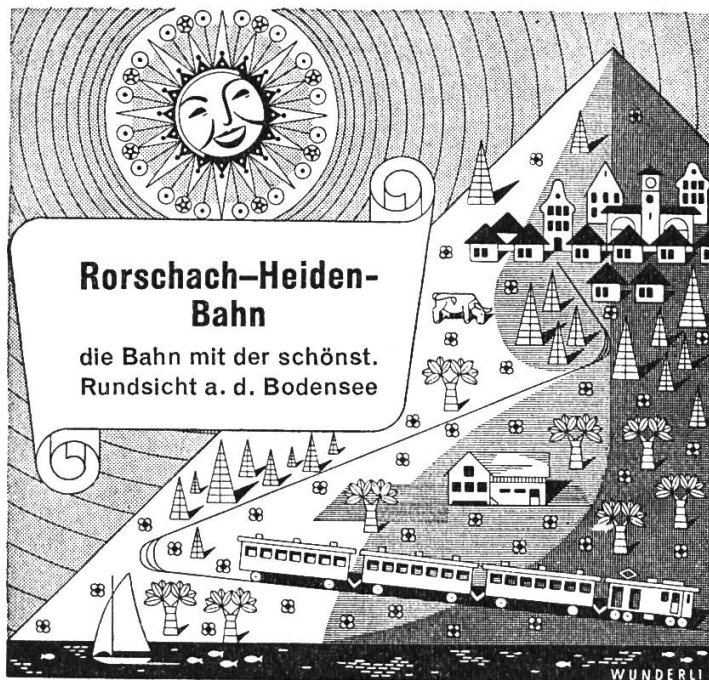 Rorschach–Heiden-
Bahn
die Bahn mit der schönst.
Rundsicht a. d. Bodensee
WUNDERLI